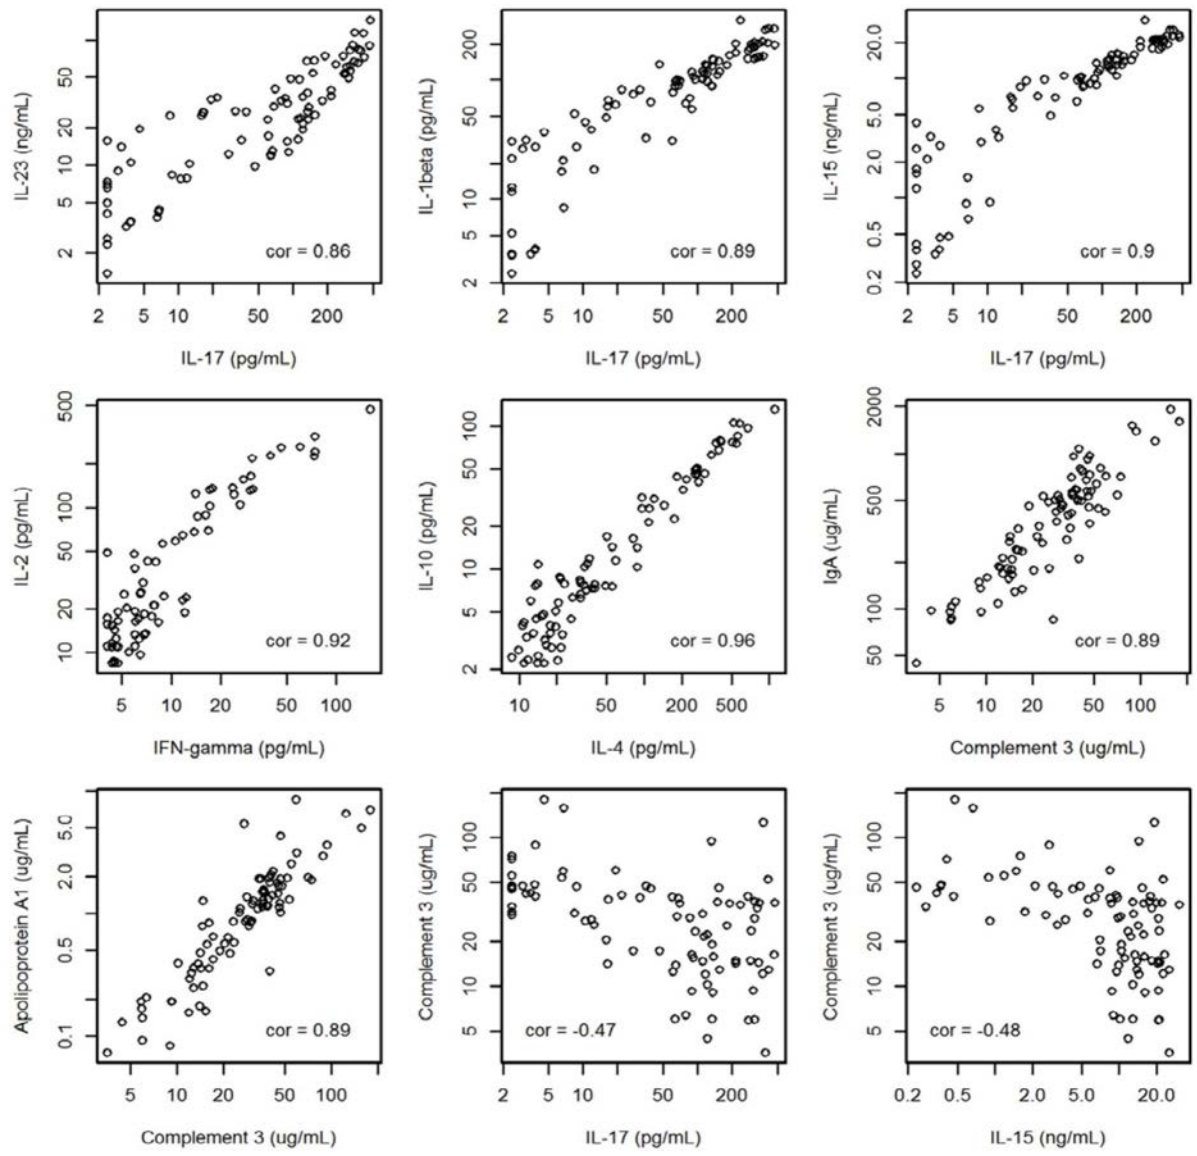 IL-23 (ng/mL)
50
20
10
5
2
cor = 0.86
2 5 10 50 200
IL-17 (pg/mL)
IL-1beta (pg/mL)
200
50
10
5
2
cor = 0.89
2 5 10 50 200
IL-17 (pg/mL)
IL-15 (ng/mL)
20.0
5.0
2.0
0.5
0.2
cor = 0.9
2 5 10 50 200
IL-17 (pg/mL)
IL-2 (pg/mL)
500
100
50
20
10
cor = 0.92
5 10 20 50 100
IFN-gamma (pg/mL)
IL-10 (pg/mL)
100
50
20
10
5
2
cor = 0.96
10 50 200 500
IL-4 (pg/mL)
IgA (ug/mL)
2000
500
100
50
cor = 0.89
5 10 20 50 100
Complement 3 (ug/mL)
Apolipoprotein A1 (ug/mL)
5.0
2.0
0.5
0.1
cor = 0.89
5 10 20 50 100
Complement 3 (ug/mL)
Complement 3 (ug/mL)
100
50
20
10
5
cor = -0.47
2 5 10 50 200
IL-17 (pg/mL)
Complement 3 (ug/mL)
100
50
20
10
5
cor = -0.48
0.2 0.5 2.0 5.0 20.0
IL-15 (ng/mL)